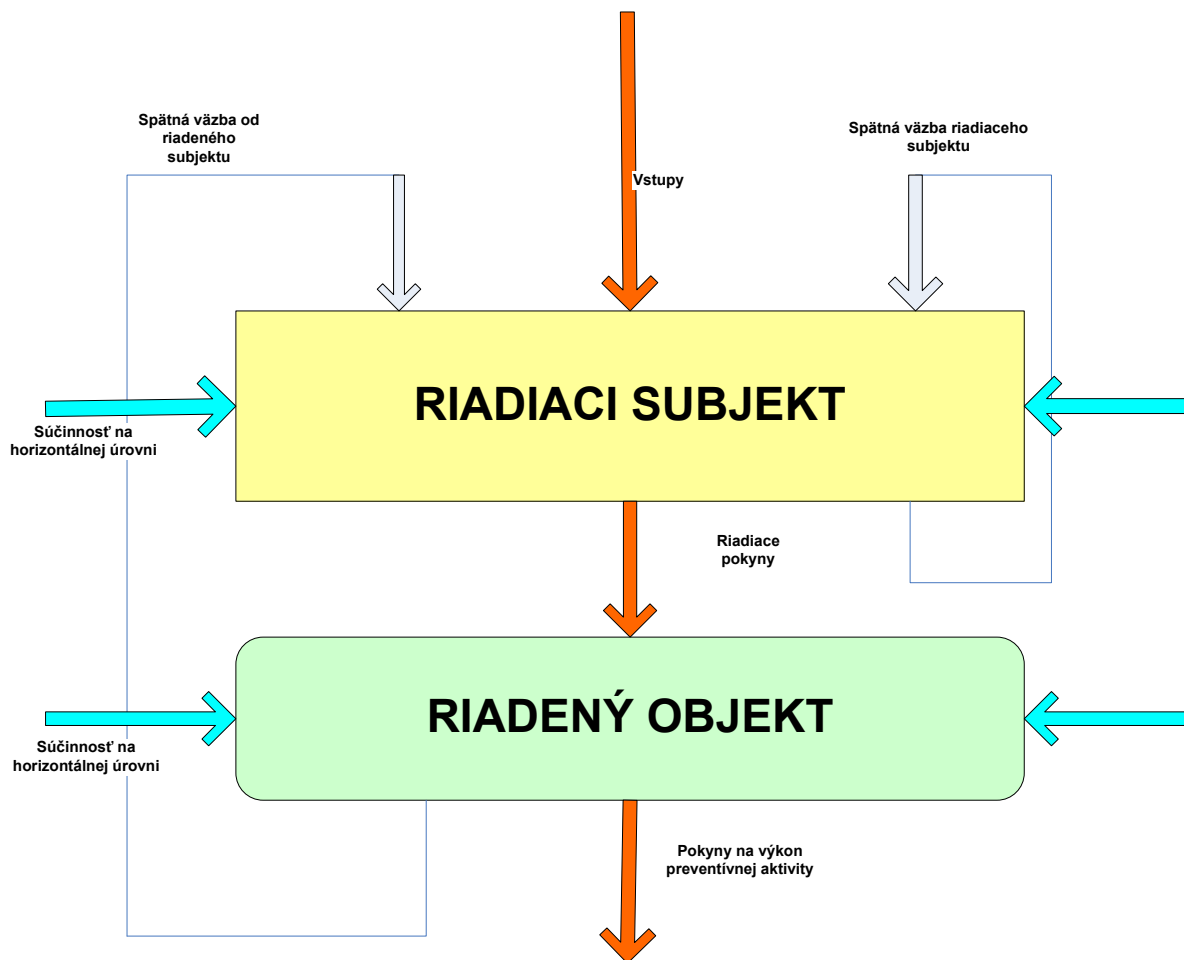 Spätná väzba od
riadeného
subjektu
Spätná väzba riadiaceho
subjektu
Vstupy
RIADIACI SUBJEKT
Súčinnosť na
horizontálnej úrovni
Riadiace
pokyny
RIADENÝ OBJEKT
Súčinnosť na
horizontálnej úrovni
Pokyny na výkon
preventívnej aktivity